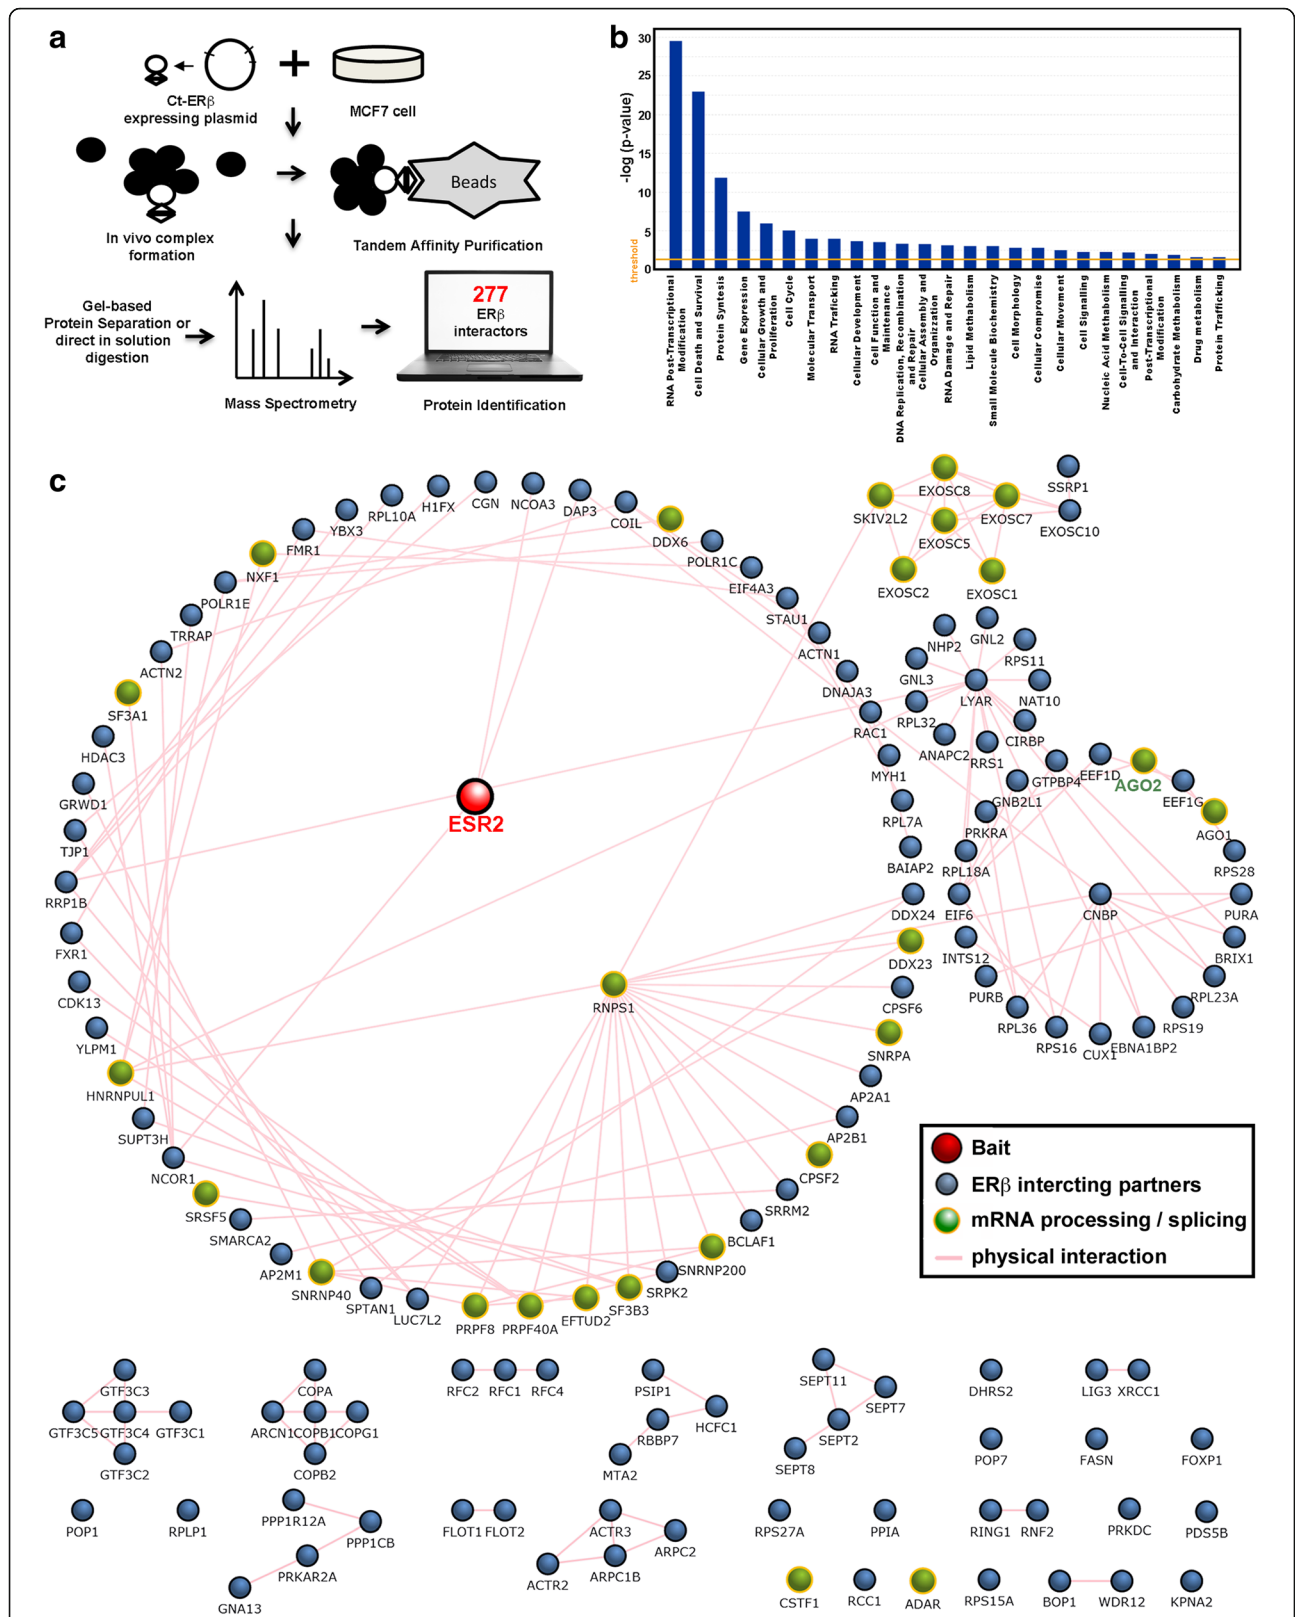 a
Ct-ERβ
expressing plasmid
MCF7 cell
In vivo complex
formation
Beads
Tandem Affinity Purification
Gel-based
Protein Separation or
direct in solution
digestion
Mass Spectrometry
277
ERβ
interactors
Protein Identification
b
-log (p-value)
30
25
20
15
10
5
0
threshold
RNA Post-Transcriptional
Modification
Cell Death and Survival
Protein Syntesis
Gene Expression
Cellular Growth and
Proliferation
Cell Cycle
Molecular Transport
RNA Traficking
Cellular Development
Cell Function and
Maintenance
DNA Replication, Recombination
and Repair
Cellular Assembly and
Organizzation
RNA Damage and Repair
Lipid Methabolism
Small Molecule Biochemistry
Cell Morphology
Cellular Compromise
Cellular Movement
Cell Signalling
Nucleic Acid Methabolism
Cell-To-Cell Signalling
and Interaction
Post-Transcriptional
Modification
Carbohydrate Methabolism
Drug metabolism
Protein Trafficking
c
H1FX
CGN
NCOA3
DAP3
COIL
DDX6
POLR1C
EIF4A3
STAU1
ACTN1
DNAJA3
RAC1
MYH1
RPL7A
BAIAP2
DDX24
DDX23
CPSF6
SNRPA
AP2A1
AP2B1
CPSF2
SRRM2
BCLAF1
SNRNP200
SRPK2
SF3B3
EFTUD2
PRPF40A
PRPF8
LUC7L2
SPTAN1
SNRNP40
AP2M1
SMARCA2
SRSF5
NCOR1
SUPT3H
HNRNPUL1
YLPM1
CDK13
FXR1
RRP1B
TJP1
GRWD1
HDAC3
SF3A1
ACTN2
TRRAP
POLR1E
NXF1
FMR1
YBX3
RPL10A
ESR2
RNPS1
EXOSC8
SKIV2L2
EXOSC7
EXOSC5
EXOSC2
EXOSC1
SSRP1
EXOSC10
GNL2
NHP2
RPS11
GNL3
LYAR
NAT10
RPL32
CIRBP
ANAPC2
RRS1
GTPBP4
EEF1D
AGO2
GNB2L1
EEF1G
PRKRA
AGO1
RPL18A
RPS28
EIF6
CNBP
PURA
INTS12
BRIX1
PURB
RPL23A
RPL36
RPS19
RPS16
CUX1
EBNA1BP2
Bait
ERβ intercting partners
mRNA processing / splicing
physical interaction
GTF3C3
GTF3C5
GTF3C4
GTF3C1
GTF3C2
COPA
ARCN1
COPB1
COPG1
COPB2
RFC2
RFC1
RFC4
PSIP1
HCFC1
RBBP7
MTA2
SEPT11
SEPT7
SEPT2
SEPT8
DHRS2
LIG3
XRCC1
POP7
FASN
FOXP1
POP1
RPLP1
PPP1R12A
PPP1CB
PRKAR2A
GNA13
FLOT1
FLOT2
ACTR3
ARPC2
ACTR2
ARPC1B
RPS27A
PPIA
RING1
RNF2
PRKDC
PDS5B
CSTF1
RCC1
ADAR
RPS15A
BOP1
WDR12
KPNA2